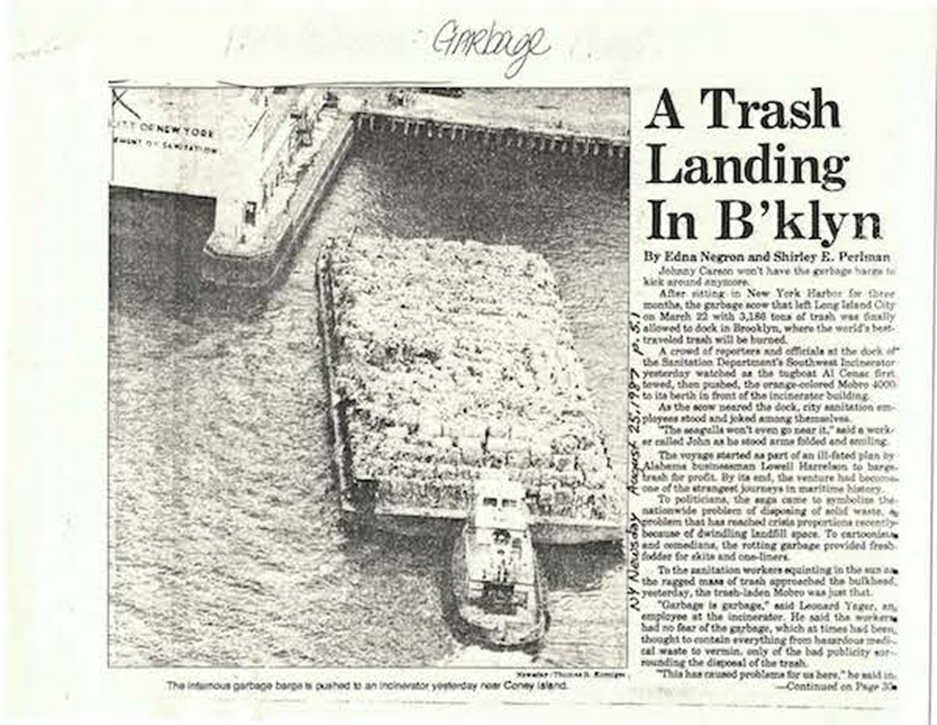 Garbage
CITY OF NEW YORK
MENT OF SANITATION
A Trash
Landing
In B'klyn
By Edna Negron and Shirley E. Perlman
Johnny Carson won't have the garbage barge to
kick around anymore.
After sitting in New York Harbor for three
months, the garbage scow that left Long Island City
on March 22 with 3,186 tons of trash was finally
allowed to dock in Brooklyn, where the world's best-
traveled trash will be burned.
A crowd of reporters and officials at the dock of
the Sanitation Department's Southwest Incinerator
yesterday watched as the tugboat Al Cenac first
towed, then pushed, the orange-colored Mobro 4000
to its berth in front of the incinerator building.
As the scow neared the dock, city sanitation em-
ployees stood and joked among themselves.
"The seagulls won't even go near it," said a work-
er called John as he stood arms folded and smiling.
The voyage started as part of an ill-fated plan by
Alabama businessman Lowell Harrelson to barge
trash for profit. By its end, the venture had become
one of the strangest journeys in maritime history.
To politicians, the saga came to symbolize the
nationwide problem of disposing of solid waste, a
problem that has reached crisis proportions recently
because of dwindling landfill space. To cartoonists
and comedians, the rotting garbage provided fresh
fodder for skits and one-liners.
To the sanitation workers squinting in the sun as
the ragged mass of trash approached the bulkhead
yesterday, the trash-laden Mobro was just that.
"Garbage is garbage," said Leonard Yager, an
employee at the incinerator. He said the workers
had no fear of the garbage, which at times had been
thought to contain everything from hazardous medi-
cal waste to vermin, only of the bad publicity sur-
rounding the disposal of the trash.
"This has caused problems for us here," he said in
—Continued on Page 30
NY Newsday August 25, 1987 p. 5.1
Newsday / Thomas R.
The infamous garbage barge is pushed to an incinerator yesterday near Coney Island.